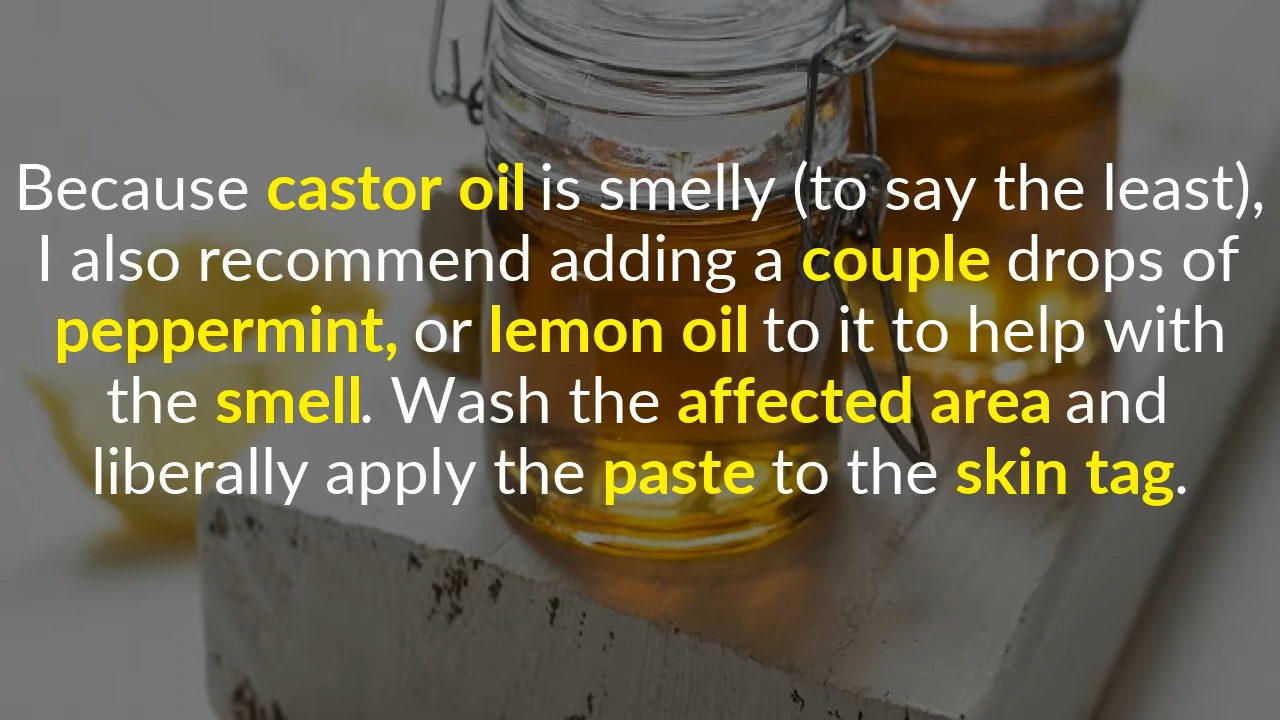 Because castor oil is smelly (to say the least),
I also recommend adding a couple drops of
peppermint, or lemon oil to it to help with
the smell. Wash the affected area and
liberally apply the paste to the skin tag.